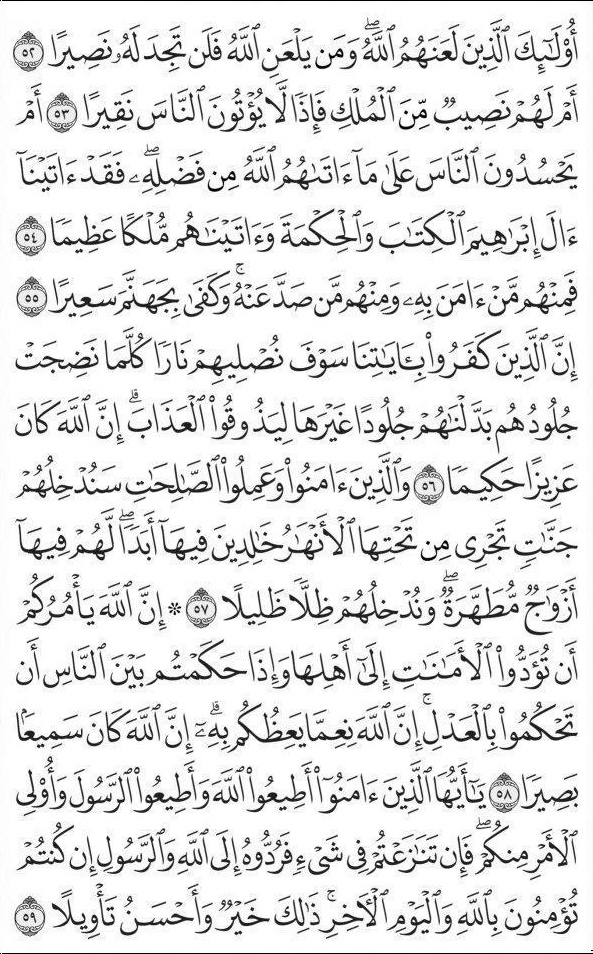 أُوْلَٰٓئِكَ ٱلَّذِينَ لَعَنَهُمُ ٱللَّهُۖ وَمَن يَلْعَنِ ٱللَّهُ فَلَن تَجِدَ لَهُۥ نَصِيرًا ٥٢
أَمْ لَهُمْ نَصِيبٌ مِّنَ ٱلْمُلْكِ فَإِذًا لَّا يُؤْتُونَ ٱلنَّاسَ نَقِيرًا ٥٣ أَمْ
يَحْسُدُونَ ٱلنَّاسَ عَلَىٰ مَآ ءَاتَىٰهُمُ ٱللَّهُ مِن فَضْلِهِۦۖ فَقَدْ ءَاتَيْنَآ
ءَالَ إِبْرَٰهِيمَ ٱلْكِتَٰبَ وَٱلْحِكْمَةَ وَءَاتَيْنَٰهُم مُّلْكًا عَظِيمًا ٥٤
فَمِنْهُم مَّنْ ءَامَنَ بِهِۦ وَمِنْهُم مَّن صَدَّ عَنْهُۚ وَكَفَىٰ بِجَهَنَّمَ سَعِيرًا ٥٥
إِنَّ ٱلَّذِينَ كَفَرُوا۟ بِـَٔايَٰتِنَا سَوْفَ نُصْلِيهِمْ نَارًا كُلَّمَا نَضِجَتْ
جُلُودُهُم بَدَّلْنَٰهُمْ جُلُودًا غَيْرَهَا لِيَذُوقُوا۟ ٱلْعَذَابَۗ إِنَّ ٱللَّهَ كَانَ
عَزِيزًا حَكِيمًا ٥٦ وَٱلَّذِينَ ءَامَنُوا۟ وَعَمِلُوا۟ ٱلصَّٰلِحَٰتِ سَنُدْخِلُهُمْ
جَنَّٰتٍ تَجْرِى مِن تَحْتِهَا ٱلْأَنْهَٰرُ خَٰلِدِينَ فِيهَآ أَبَدًاۖ لَّهُمْ فِيهَآ
أَزْوَٰجٌ مُّطَهَّرَةٌۖ وَنُدْخِلُهُمْ ظِلًّا ظَلِيلًا ٥٧ * إِنَّ ٱللَّهَ يَأْمُرُكُمْ
أَن تُؤَدُّوا۟ ٱلْأَمَٰنَٰتِ إِلَىٰٓ أَهْلِهَا وَإِذَا حَكَمْتُم بَيْنَ ٱلنَّاسِ أَن
تَحْكُمُوا۟ بِٱلْعَدْلِۚ إِنَّ ٱللَّهَ نِعِمَّا يَعِظُكُم بِهِۦٓۗ إِنَّ ٱللَّهَ كَانَ سَمِيعًۢا
بَصِيرًا ٥٨ يَٰٓأَيُّهَا ٱلَّذِينَ ءَامَنُوٓا۟ أَطِيعُوا۟ ٱللَّهَ وَأَطِيعُوا۟ ٱلرَّسُولَ وَأُو۟لِى
ٱلْأَمْرِ مِنكُمْۖ فَإِن تَنَٰزَعْتُمْ فِى شَىْءٍ فَرُدُّوهُ إِلَى ٱللَّهِ وَٱلرَّسُولِ إِن كُنتُمْ
تُؤْمِنُونَ بِٱللَّهِ وَٱلْيَوْمِ ٱلْـَٔاخِرِۚ ذَٰلِكَ خَيْرٌ وَأَحْسَنُ تَأْوِيلًا ٥٩